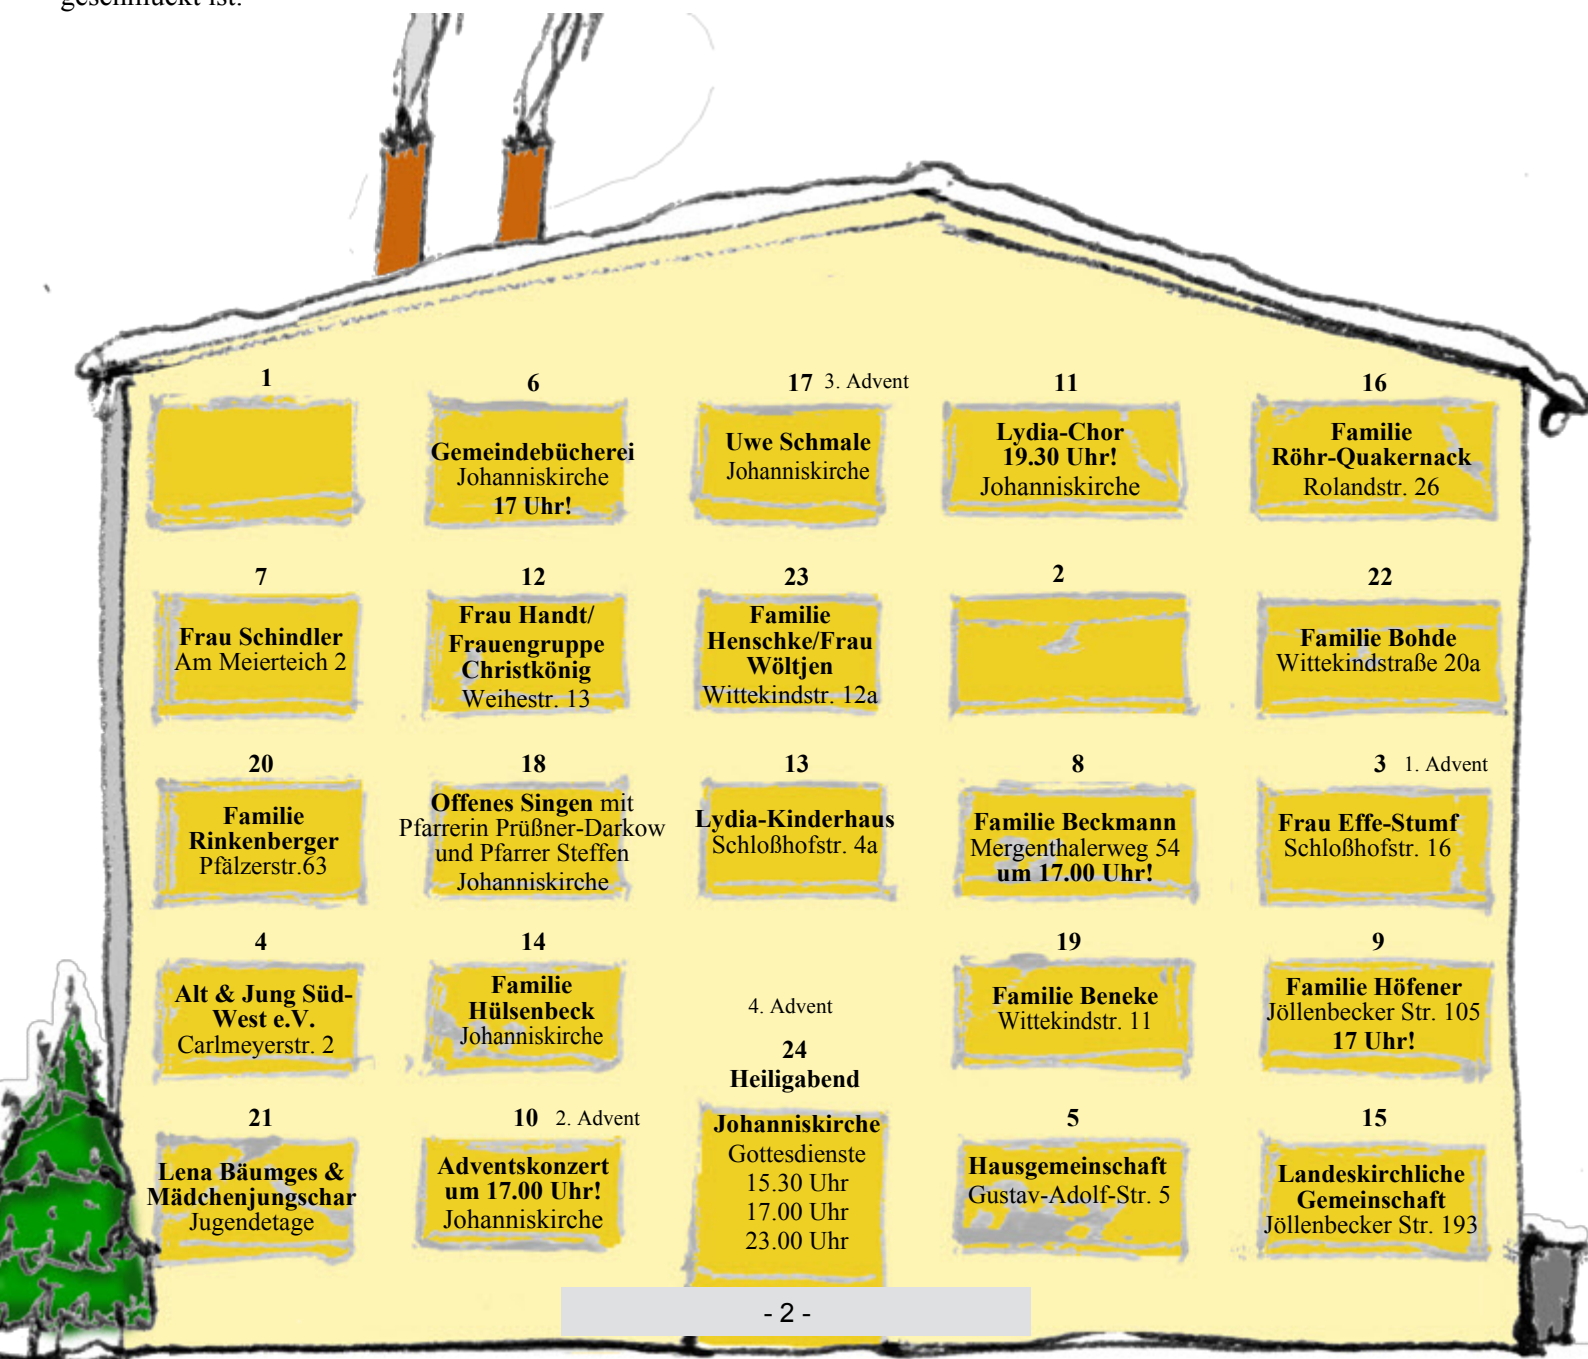 geschmückt ist.
1
6
Gemeindebücherei
Johanniskirche
17 Uhr!
17 3. Advent
Uwe Schmale
Johanniskirche
11
Lydia-Chor
19.30 Uhr!
Johanniskirche
16
Familie
Röhr-Quakernack
Rolandstr. 26
7
Frau Schindler
Am Meierteich 2
12
Frau Handt/
Frauengruppe
Christkönig
Weihestr. 13
23
Familie
Henschke/Frau
Wöltjen
Wittekindstr. 12a
2
22
Familie Bohde
Wittekindstraße 20a
20
Familie
Rinkenberger
Pfälzerstr.63
18
Offenes Singen mit
Pfarrerin Prüßner-Darkow
und Pfarrer Steffen
Johanniskirche
13
Lydia-Kinderhaus
Schloßhofstr. 4a
8
Familie Beckmann
Mergenthalerweg 54
um 17.00 Uhr!
3 1. Advent
Frau Effe-Stumf
Schloßhofstr. 16
4
Alt & Jung Süd-
West e.V.
Carlmeyerstr. 2
14
Familie
Hülsenbeck
Johanniskirche
4. Advent
24
Heiligabend
Johanniskirche
Gottesdienste
15.30 Uhr
17.00 Uhr
23.00 Uhr
19
Familie Beneke
Wittekindstr. 11
9
Familie Höfener
Jöllenbecker Str. 105
17 Uhr!
21
Lena Bäumges &
Mädchenjungschar
Jugendetage
10 2. Advent
Adventskonzert
um 17.00 Uhr!
Johanniskirche
5
Hausgemeinschaft
Gustav-Adolf-Str. 5
15
Landeskirchliche
Gemeinschaft
Jöllenbecker Str. 193
- 2 -